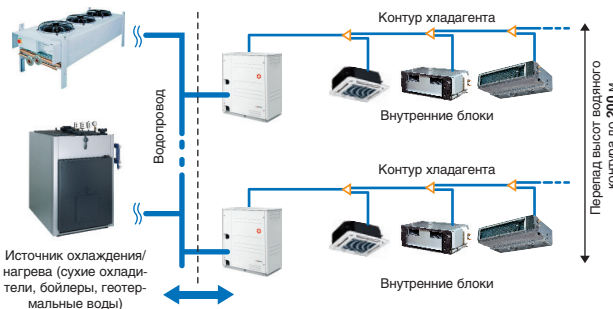 Контур хладагента
Внутренние блоки
Водопровод
Перепад высот водяного
контура до 200 м
Контур хладагента
Внутренние блоки
Источник охлаждения/
нагрева (сухие охлади-
тели, бойлеры, геотер-
мальные воды)